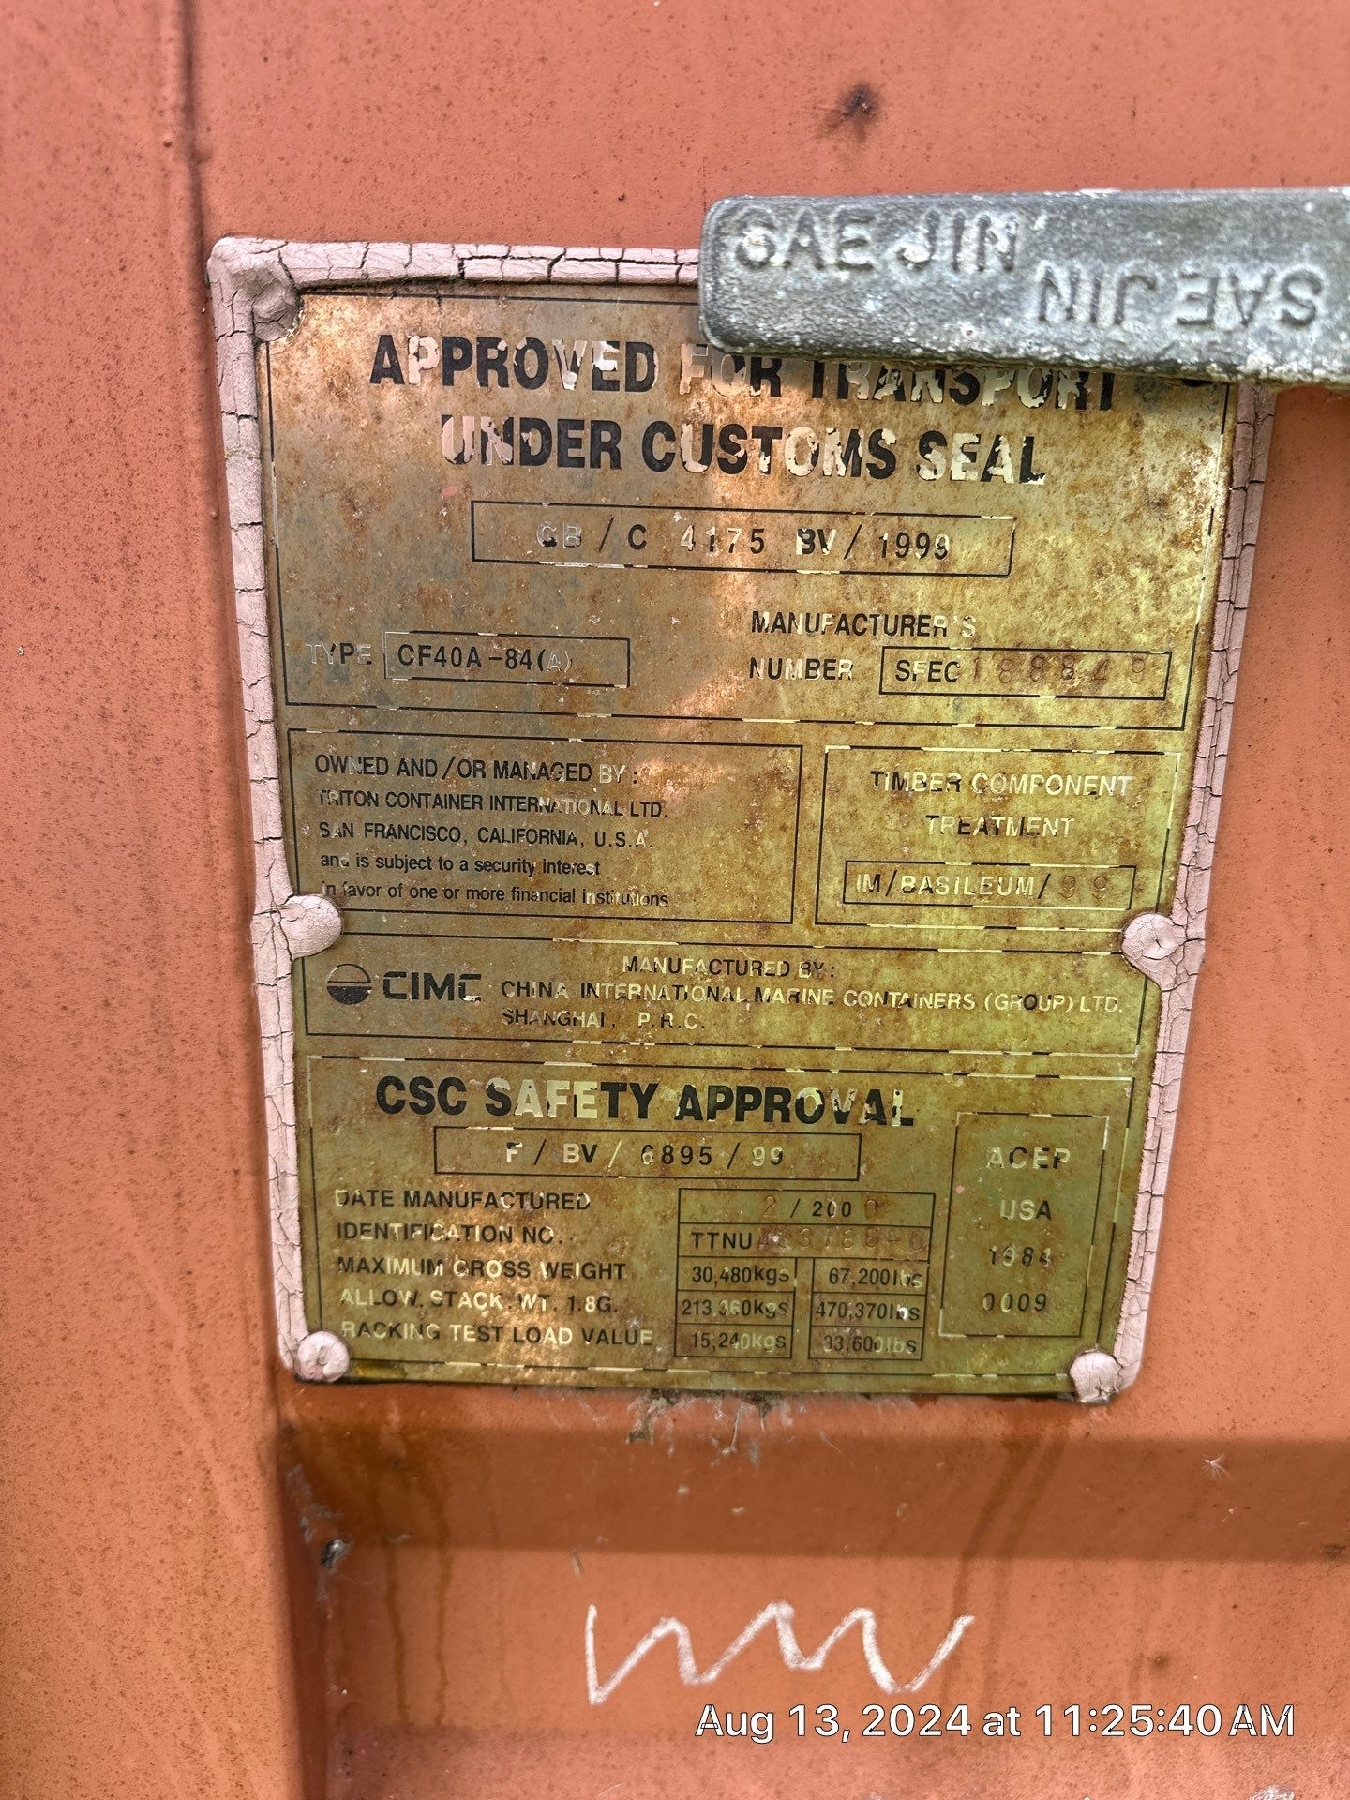 SAE JIN
SAE JIN
APPROVED FOR TRANSPORT
UNDER CUSTOMS SEAL
GB / C 4175 BV / 1999
MANUFACTURER'S
TYPE CF40A-84(A)
NUMBER SFEC
OWNED AND/OR MANAGED BY :
TRITON CONTAINER INTERNATIONAL LTD.
SAN FRANCISCO, CALIFORNIA, U.S.A.
and is subject to a security interest
in favor of one or more financial institutions
TIMBER COMPONENT
TREATMENT
IM/BASILEUM/99
MANUFACTURED BY :
CIMC CHINA INTERNATIONAL MARINE CONTAINERS (GROUP) LTD.
SHANGHAI, P.R.C.
CSC SAFETY APPROVAL
F / BV / 6895 / 99
DATE MANUFACTURED 2 / 2000
IDENTIFICATION NO. TTNU
MAXIMUM GROSS WEIGHT 30,480kgs 67,200lbs
ALLOW. STACK. WT. 1.8G. 213,360kgs 470,370lbs
RACKING TEST LOAD VALUE 15,240kgs 33,600lbs
ACEP
USA
1984
0009
Aug 13, 2024 at 11:25:40 AM